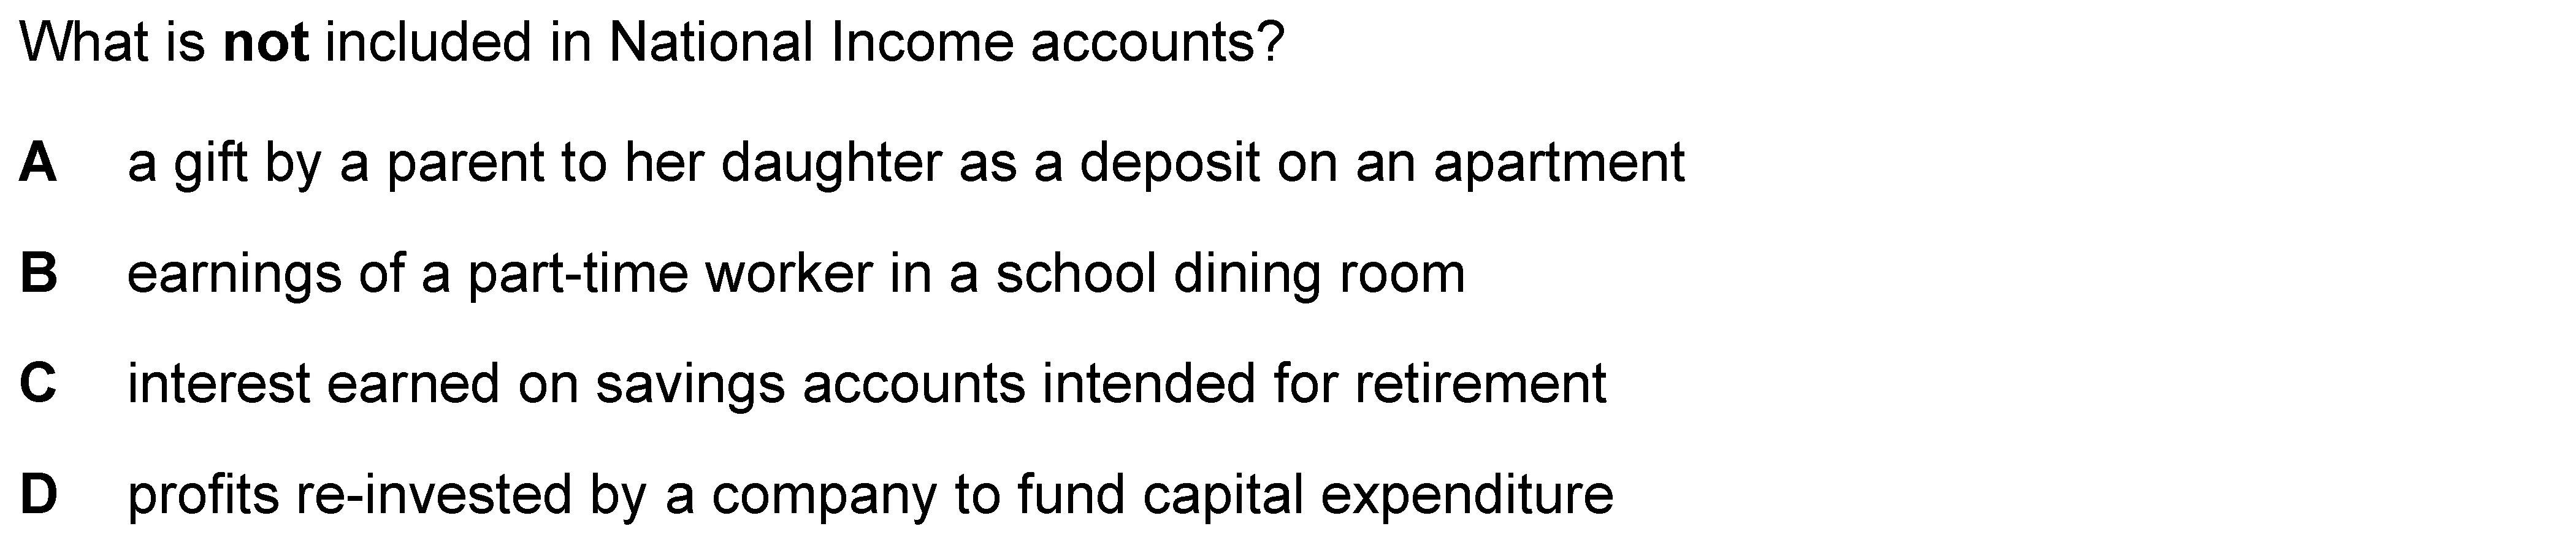 What is not included in National Income accounts?
A a gift by a parent to her daughter as a deposit on an apartment
B earnings of a part-time worker in a school dining room
C interest earned on savings accounts intended for retirement
D profits re-invested by a company to fund capital expenditure